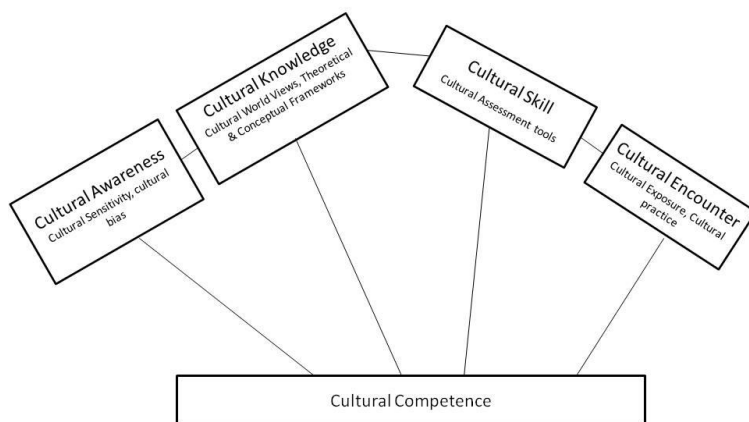 Cultural Awareness
Cultural Sensitivity, cultural
bias
Cultural Knowledge
Cultural World Views, Theoretical
& Conceptual Frameworks
Cultural Skill
Cultural Assessment tools
Cultural Encounter
Cultural Exposure, Cultural
practice
Cultural Competence